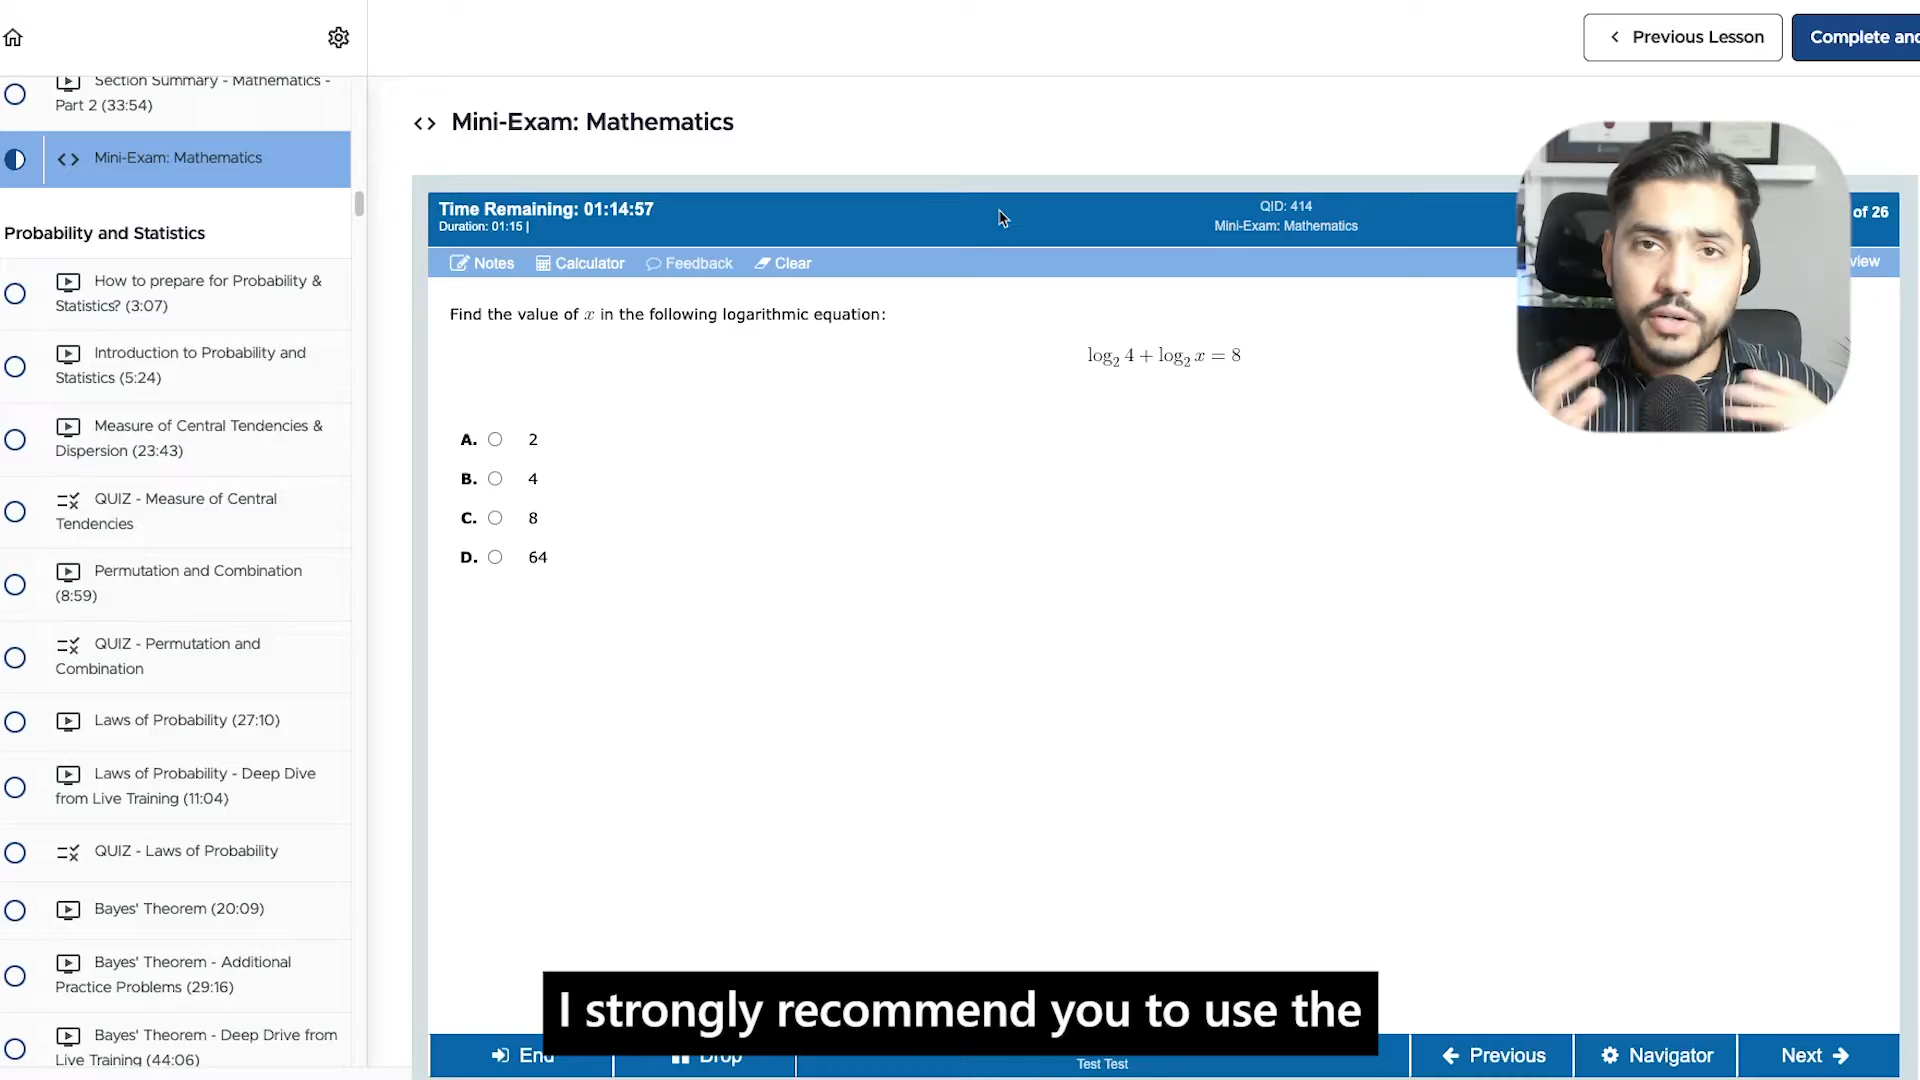 Previous Lesson
Complete and
Section Summary - Mathematics -
Part 2 (33:54)
Mini-Exam: Mathematics
Probability and Statistics
How to prepare for Probability &
Statistics? (3:07)
Introduction to Probability and
Statistics (5:24)
Measure of Central Tendencies &
Dispersion (23:43)
QUIZ - Measure of Central
Tendencies
Permutation and Combination
(8:59)
QUIZ - Permutation and
Combination
Laws of Probability (27:10)
Laws of Probability - Deep Dive
from Live Training (11:04)
QUIZ - Laws of Probability
Bayes' Theorem (20:09)
Bayes' Theorem - Additional
Practice Problems (29:16)
Bayes' Theorem - Deep Drive from
Live Training (44:06)
Mini-Exam: Mathematics
Time Remaining: 01:14:57
Duration: 01:15 |
QID: 414
Mini-Exam: Mathematics
of 26
Notes Calculator Feedback Clear
view
Find the value of x in the following logarithmic equation:
log₂ 4 + log₂ x = 8
A. 2
B. 4
C. 8
D. 64
I strongly recommend you to use the
End
Drop
Test Test
Previous
Navigator
Next